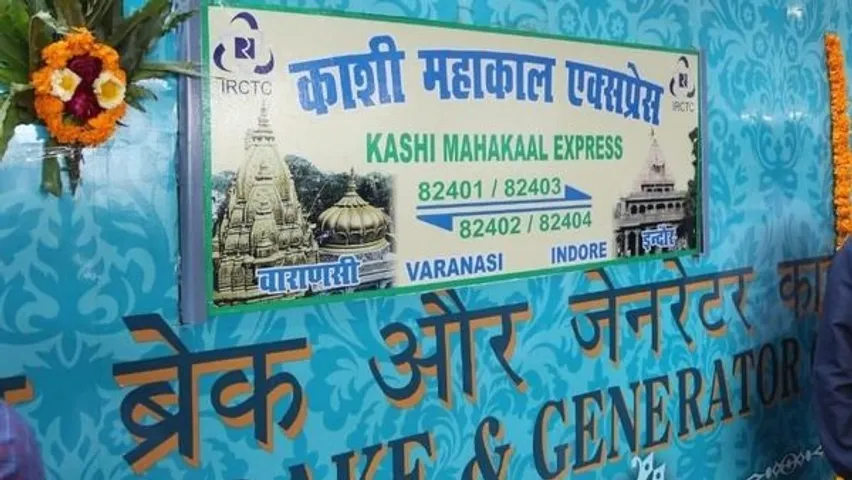 IRCTC
काशी महाकाल एक्सप्रेस
IRCTC
KASHI MAHAKAAL EXPRESS
82401 / 82403
82402 / 82404
वाराणसी
VARANASI
INDORE
इन्दौर
ब्रेक और जेनरेटर
& GENERATOR